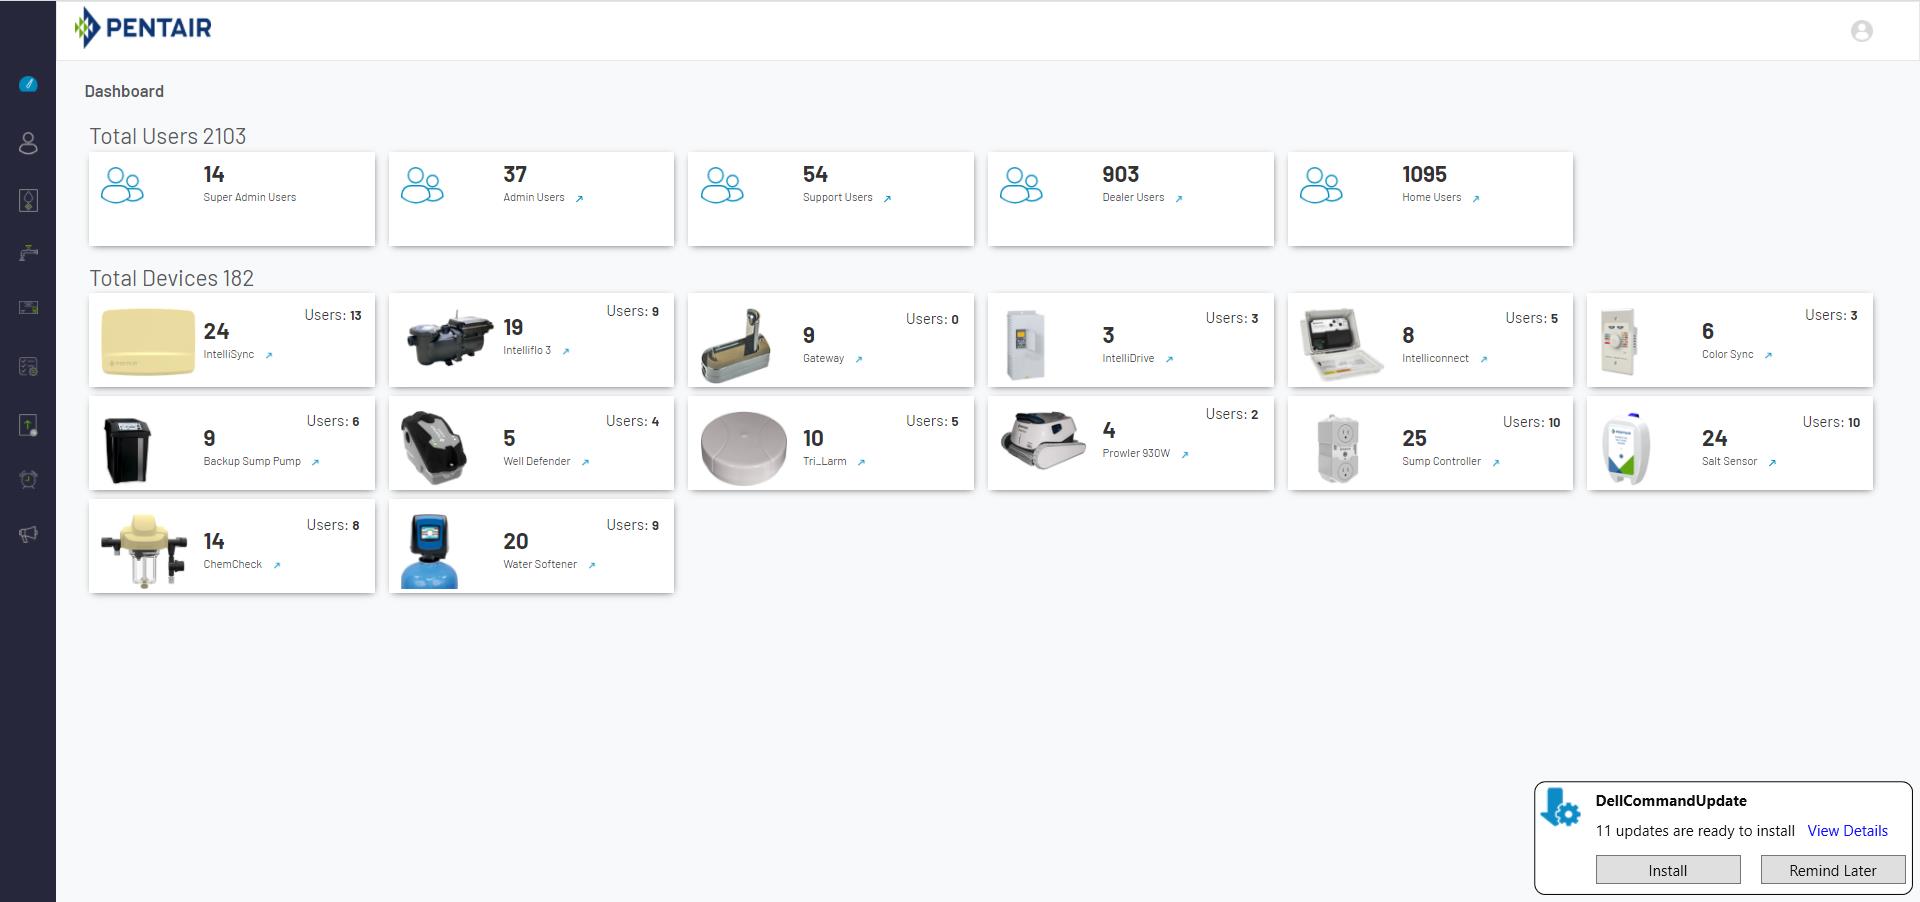 PENTAIR
Dashboard
Total Users 2103
14
Super Admin Users
37
Admin Users
54
Support Users
903
Dealer Users
1095
Home Users
Total Devices 182
Users: 13
24
IntelliSync
Users: 9
19
Intelliflo 3
Users: 0
9
Gateway
Users: 3
3
IntelliDrive
Users: 5
8
Intelliconnect
Users: 3
6
Color Sync
Users: 6
9
Backup Sump Pump
Users: 4
5
Well Defender
Users: 5
10
Tri_Larm
Users: 2
4
Prowler 930W
Users: 10
25
Sump Controller
Users: 10
24
Salt Sensor
Users: 8
14
ChemCheck
Users: 9
20
Water Softener
DellCommandUpdate
11 updates are ready to install View Details
Install Remind Later